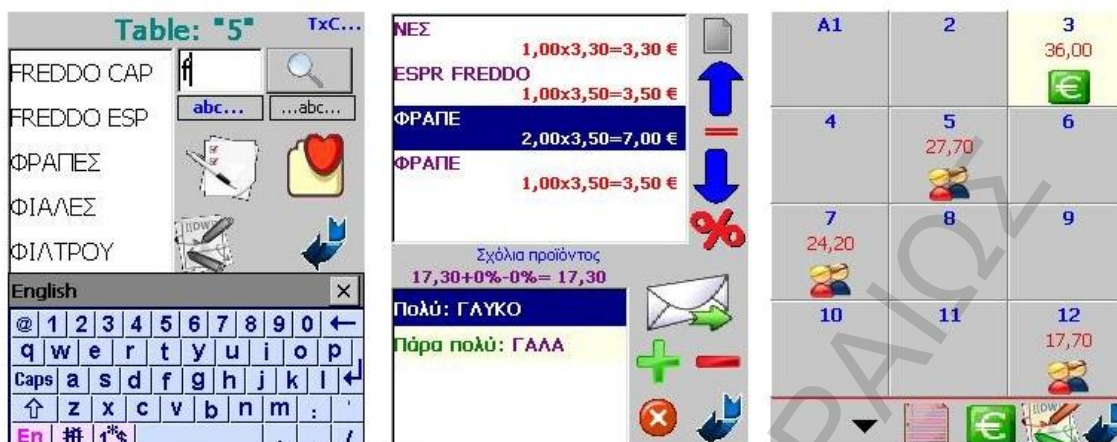 Table: "5"
TxC...
FREDDO CAP
f
abc...
...abc...
FREDDO ESP
ΦΡΑΠΕΣ
ΦΙΑΛΕΣ
ΦΙΛΤΡΟΥ
English
@ 1 2 3 4 5 6 7 8 9 0
q w e r t y u i o p
Caps a s d f g h j k l
z x c v b n m . '
En 1*$ . /
ΝΕΣ
1,00x3,30=3,30 €
ESPR FREDDO
1,00x3,50=3,50 €
ΦΡΑΠΕ
2,00x3,50=7,00 €
ΦΡΑΠΕ
1,00x3,50=3,50 €
%
Σχόλια προϊόντος
17,30+0%-0%= 17,30
Πολύ: ΓΛΥΚΟ
Πάρα πολύ: ΓΑΛΑ
A1 2 3
36,00
€
4 5 6
27,70
7 8 9
24,20
10 11 12
17,70
€